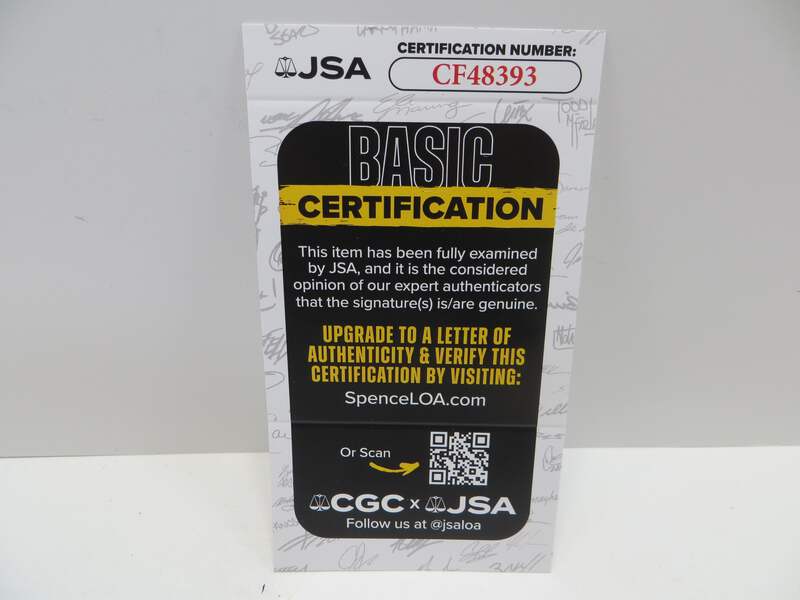 CERTIFICATION NUMBER:
JSA
CF48393
BASIC
CERTIFICATION
This item has been fully examined
by JSA, and it is the considered
opinion of our expert authenticators
that the signature(s) is/are genuine.
UPGRADE TO A LETTER OF
AUTHENTICITY & VERIFY THIS
CERTIFICATION BY VISITING:
SpenceLOA.com
Or Scan
CGC x JSA
Follow us at @jsaloa